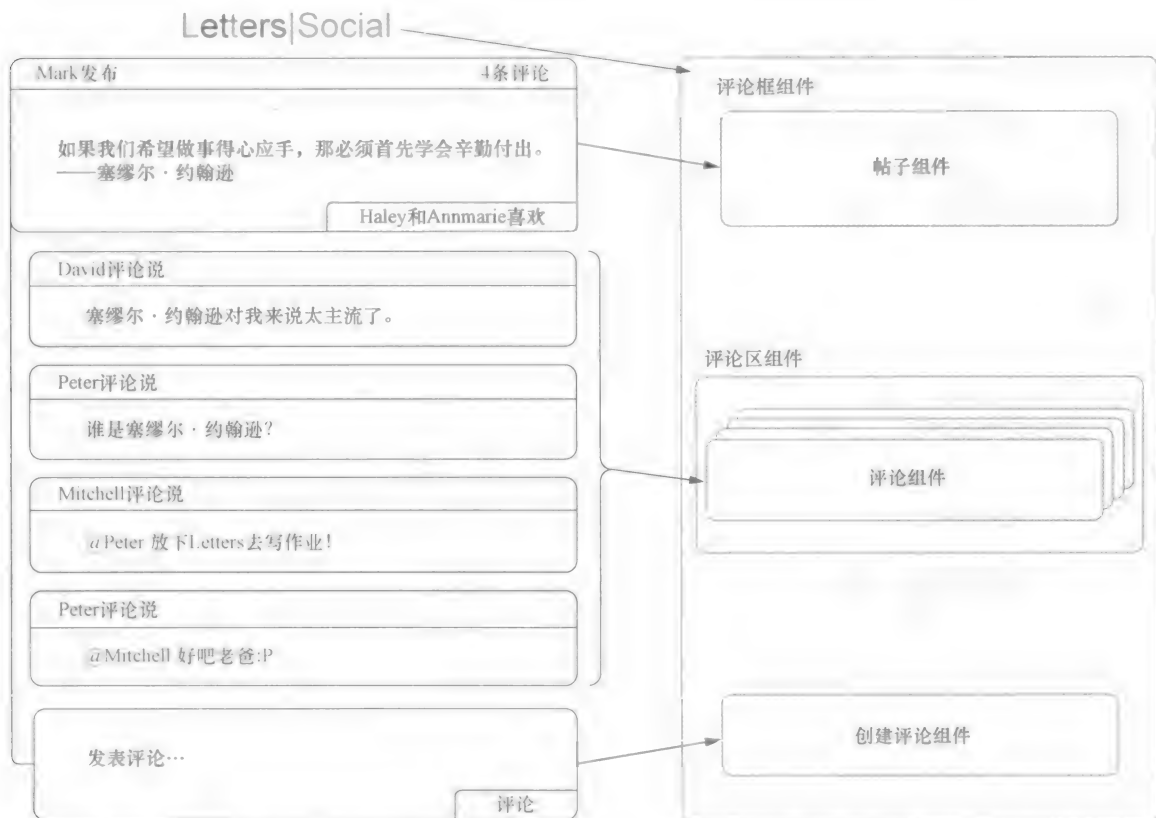 Letters|Social
Mark发布 4条评论
如果我们希望做事得心应手，那必须首先学会辛勤付出。
——塞缪尔·约翰逊
Haley和Annmarie喜欢
David评论说
塞缪尔·约翰逊对我来说太主流了。
Peter评论说
谁是塞缪尔·约翰逊？
Mitchell评论说
@Peter 放下Letters去写作业！
Peter评论说
@Mitchell 好吧老爸:P
发表评论…
评论
评论框组件
帖子组件
评论区组件
评论组件
创建评论组件